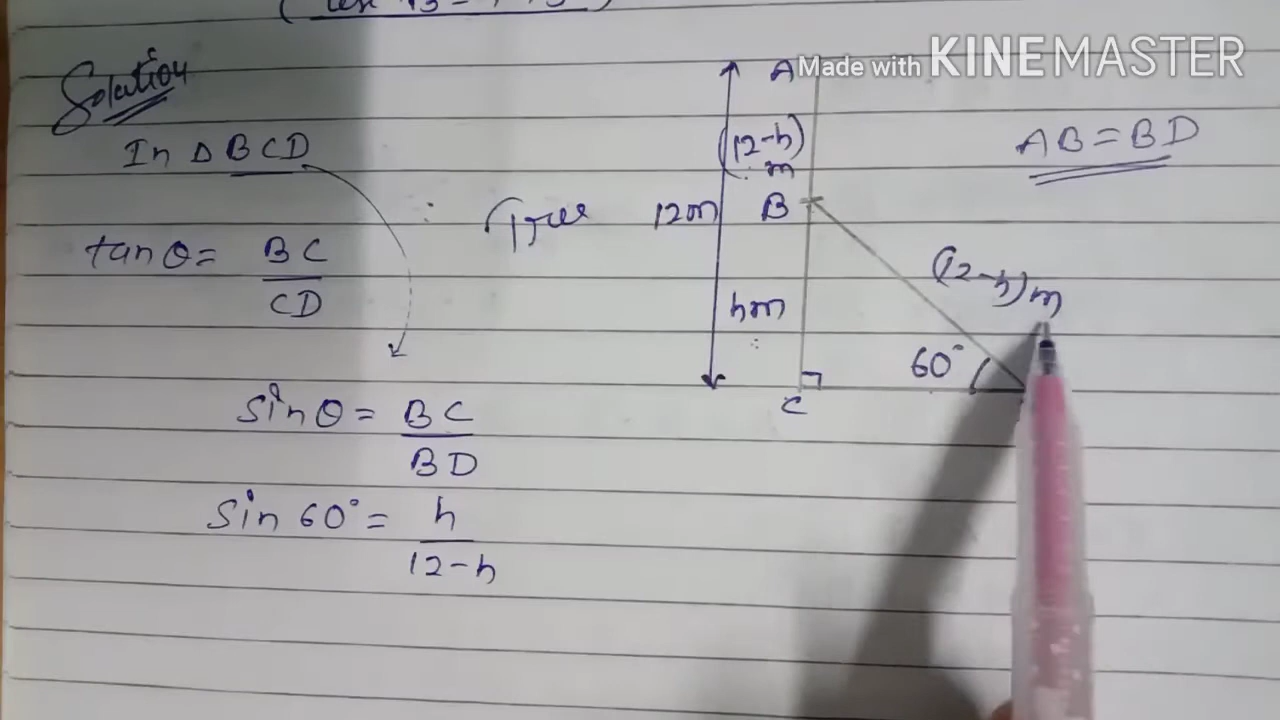 Made with KINEMASTER
Solution
In Δ BCD
tanθ = BC
CD
sinθ = BC
BD
Sin 60° = h
12-h
Tree
12m
A
(12-h)
m
B
hm
C
(12-h)m
60°
AB = BD